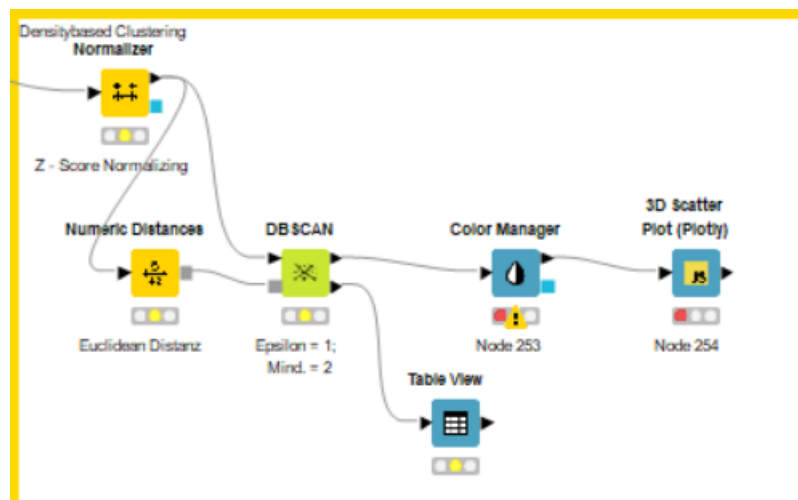 Densitybased Clustering
Normalizer
Z - Score Normalizing
Numeric Distances
DBSCAN
Color Manager
3D Scatter
Plot (Plotly)
JS
Euclidean Distanz
Epsilon = 1;
Mind. = 2
Node 253
Node 254
Table View